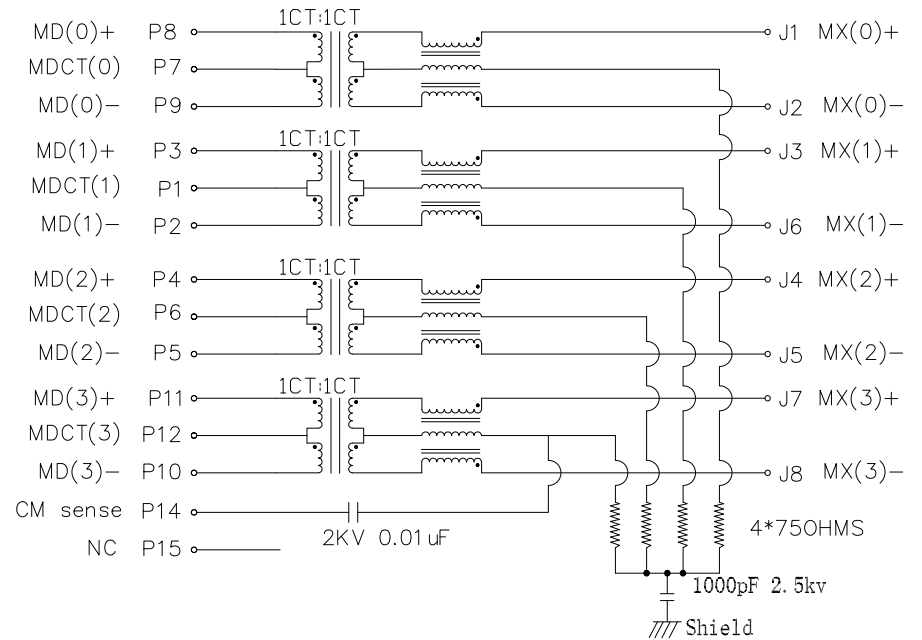 1CT:1CT
MD(0)+ P8 J1 MX(0)+
MDCT(0) P7
MD(0)- P9 J2 MX(0)-
1CT:1CT
MD(1)+ P3 J3 MX(1)+
MDCT(1) P1
MD(1)- P2 J6 MX(1)-
1CT:1CT
MD(2)+ P4 J4 MX(2)+
MDCT(2) P6
MD(2)- P5 J5 MX(2)-
1CT:1CT
MD(3)+ P11 J7 MX(3)+
MDCT(3) P12
MD(3)- P10 J8 MX(3)-
CM sense P14
2KV 0.01uF
4*75OHMS
NC P15
1000pF 2.5kv
Shield